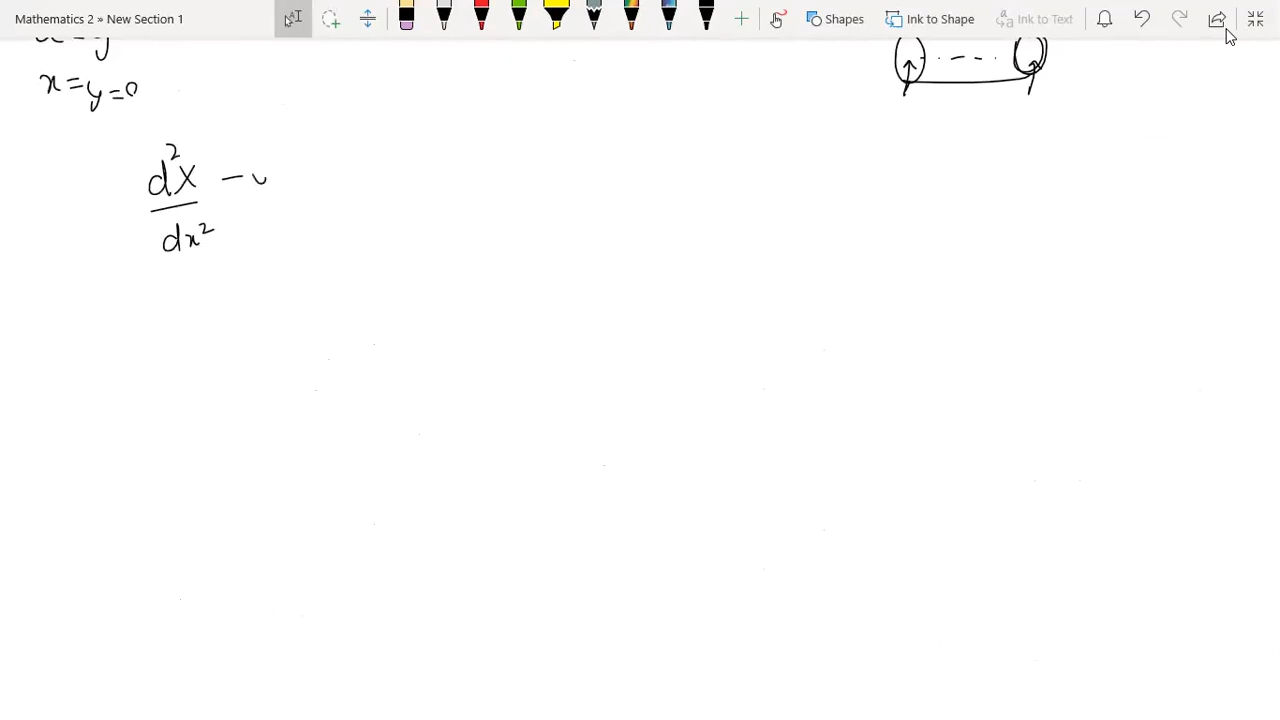 Mathematics 2 » New Section 1
Shapes
Ink to Shape
Ink to Text
x=y=0
d²X −
dx²